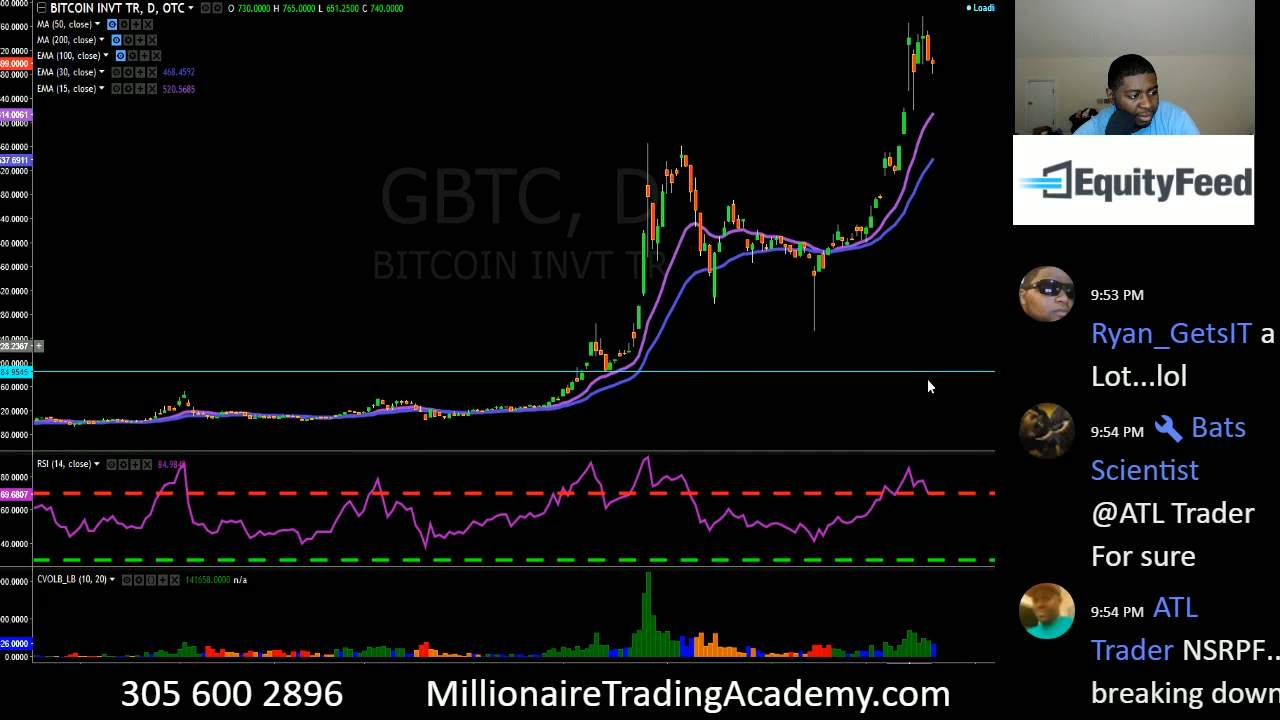 BITCOIN INVT TR, D, OTC O 730.0000 H 765.0000 L 651.2500 C 740.0000
MA (50, close)
MA (200, close)
EMA (100, close)
EMA (30, close) 468.4592
EMA (15, close) 520.5685
GBTC, D
BITCOIN INVT TR
RSI (14, close)
CVOLB_LB (10, 20) 141658.0000 n/a
0.0000
Loadi
EquityFeed
9:53 PM
Ryan_GetsIT a
Lot...lol
9:54 PM Bats
Scientist
@ATL Trader
For sure
9:54 PM ATL
Trader NSRPF..
breaking down
305 600 2896 MillionaireTradingAcademy.com